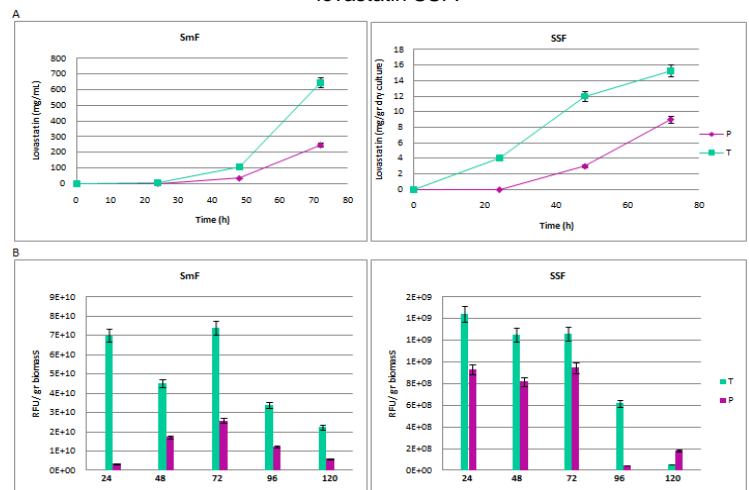 lovastatin SSF.
A
SmF
Lovastatin (mg/mL)
800
700
600
500
400
300
200
100
0
0 10 20 30 40 50 60 70 80
Time (h)
SSF
Lovastatin (mg/gr dry culture)
18
16
14
12
10
8
6
4
2
0
0 20 40 60 80
Time (h)
P
T
B
SmF
RFU/ gr biomass
9E+10
8E+10
7E+10
6E+10
5E+10
4E+10
3E+10
2E+10
1E+10
0E+00
24 48 72 96 120
SSF
RFU/ gr biomass
2E+09
1E+09
1E+09
1E+09
8E+08
6E+08
4E+08
2E+08
0E+00
24 48 72 96 120
T
P